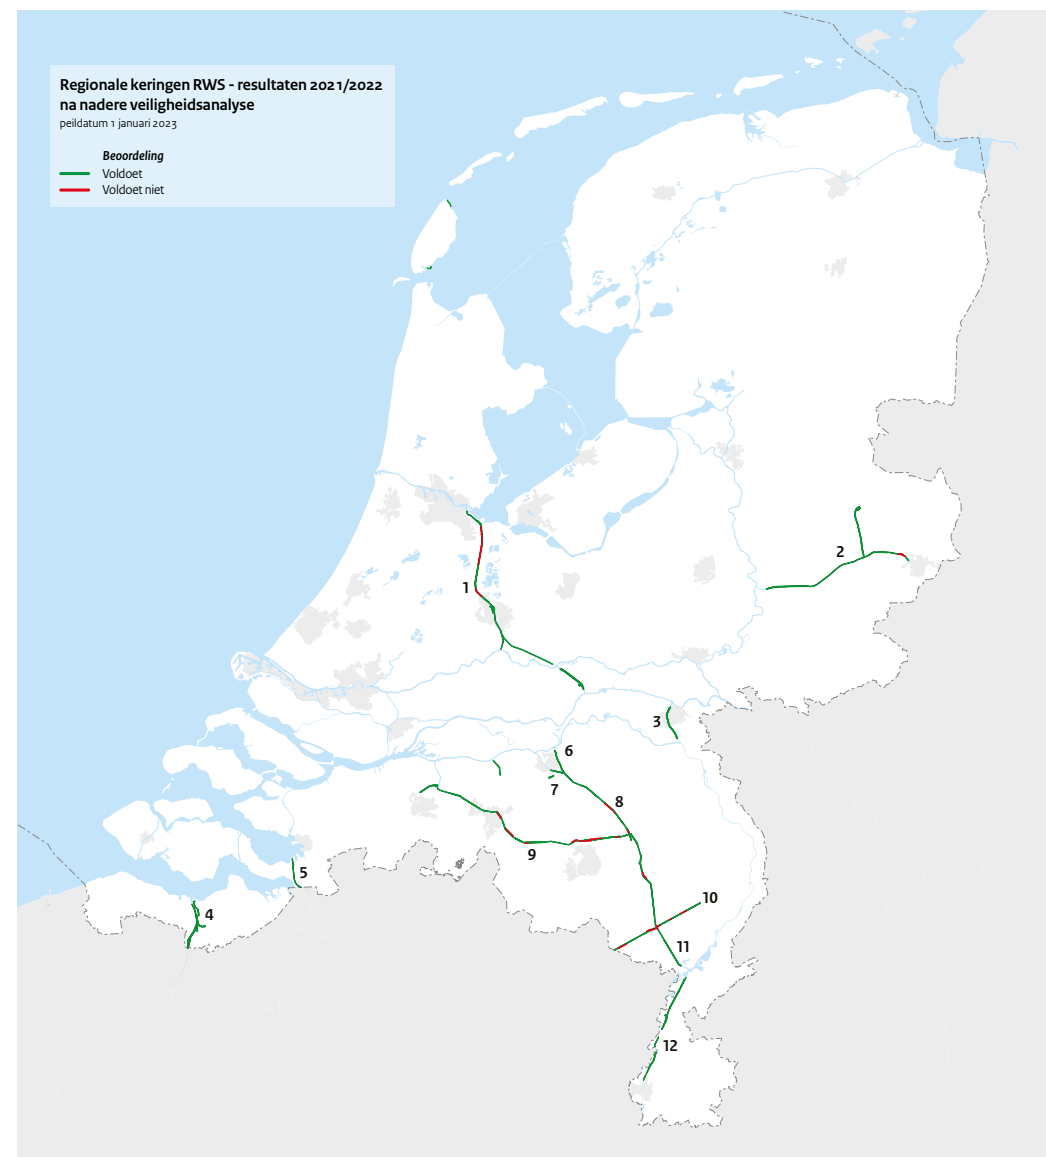 Regionale keringen RWS - resultaten 2021/2022
na nadere veiligheidsanalyse
peildatum 1 januari 2023
Beoordeling
Voldoet
Voldoet niet
2
1
3
6
7
8
9
5
10
4
11
12